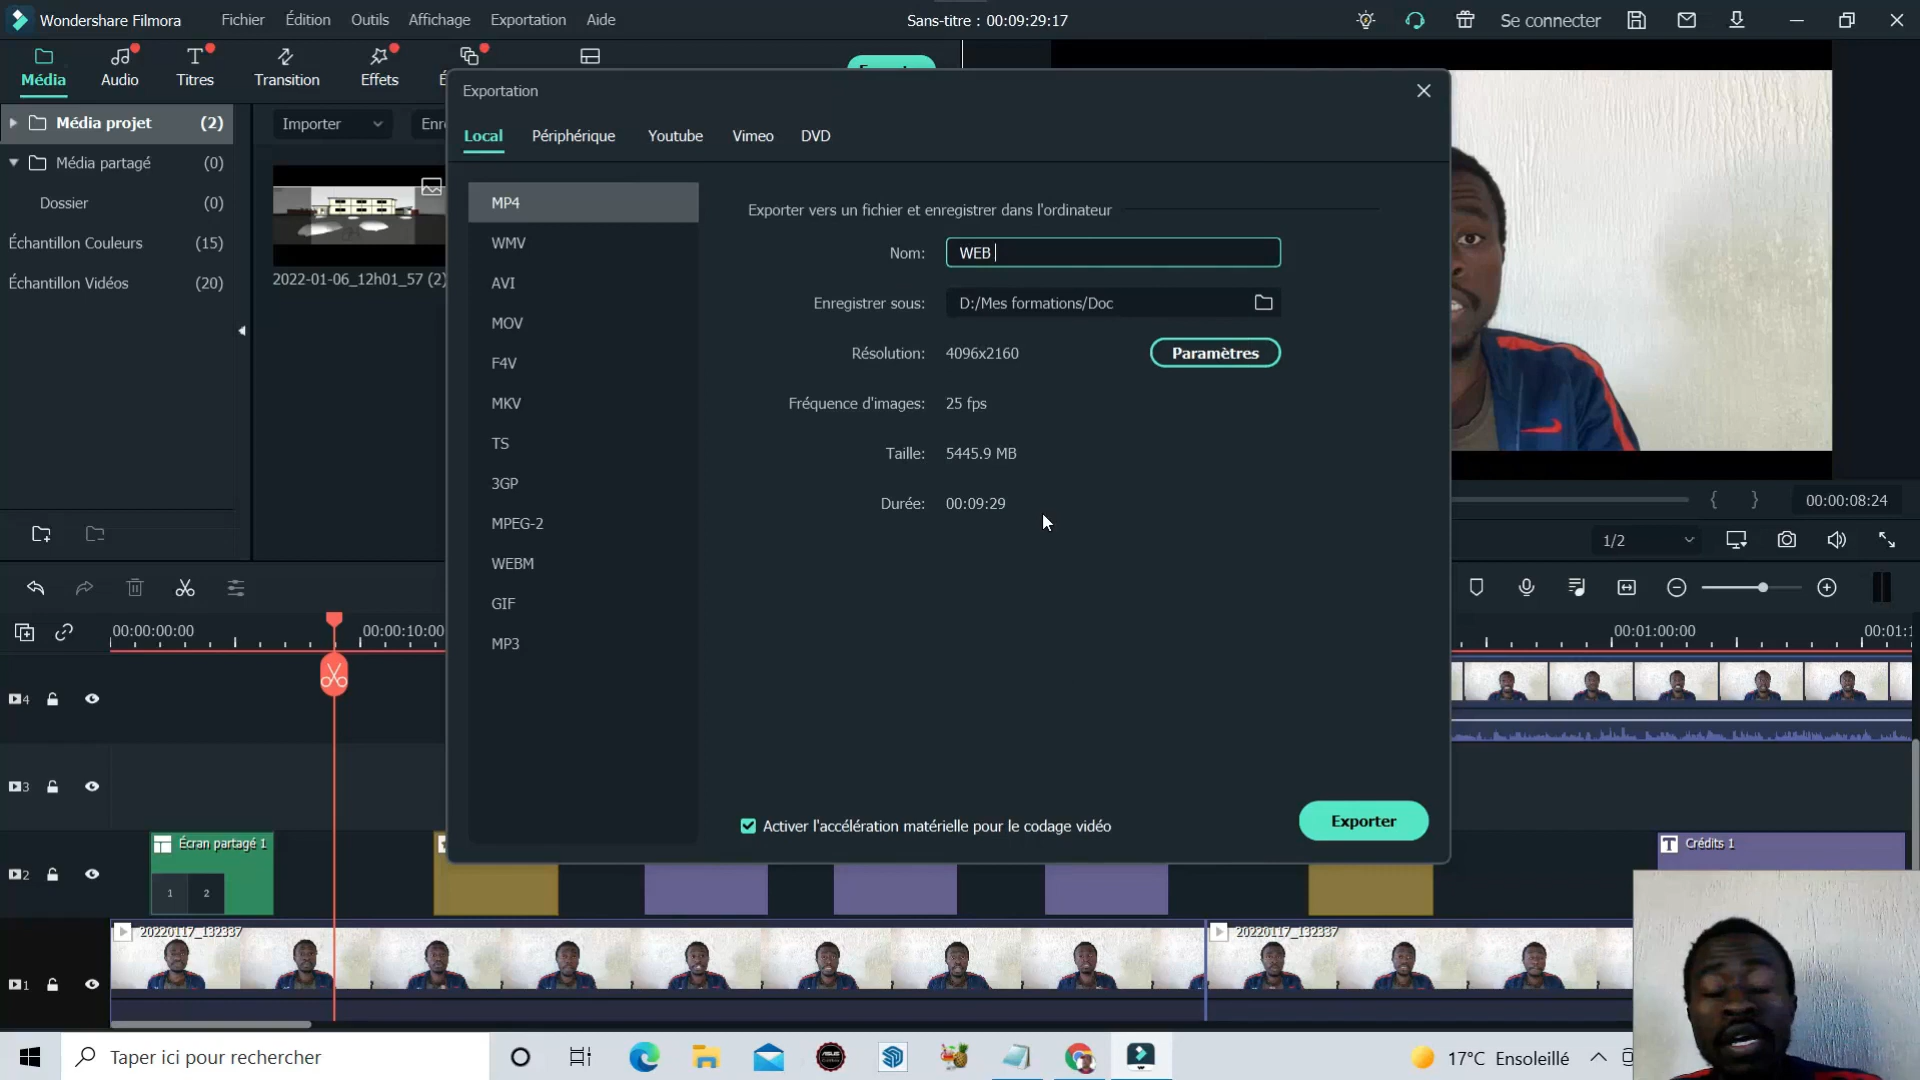 Wondershare Filmora
Fichier
Édition
Outils
Affichage
Exportation
Aide
Sans-titre : 00:09:29:17
Se connecter
Média
Audio
Titres
Transition
Effets
Média projet (2)
Média partagé (0)
Dossier (0)
Échantillon Couleurs (15)
Échantillon Vidéos (20)
Importer
2022-01-06_12h01_57 (2)
Exportation
Local
Périphérique
Youtube
Vimeo
DVD
MP4
WMV
AVI
MOV
F4V
MKV
TS
3GP
MPEG-2
WEBM
GIF
MP3
Exporter vers un fichier et enregistrer dans l'ordinateur
Nom: WEB
Enregistrer sous: D:/Mes formations/Doc
Résolution: 4096x2160
Paramètres
Fréquence d'images: 25 fps
Taille: 5445.9 MB
Durée: 00:09:29
Activer l'accélération matérielle pour le codage vidéo
Exporter
00:00:08:24
1/2
00:00:00:00
00:00:10:00
00:01:00:00
00:01:1
4
3
2
1
Écran partagé 1
1
2
Crédits 1
20220117_132337
20220117_132337
Taper ici pour rechercher
17°C Ensoleillé